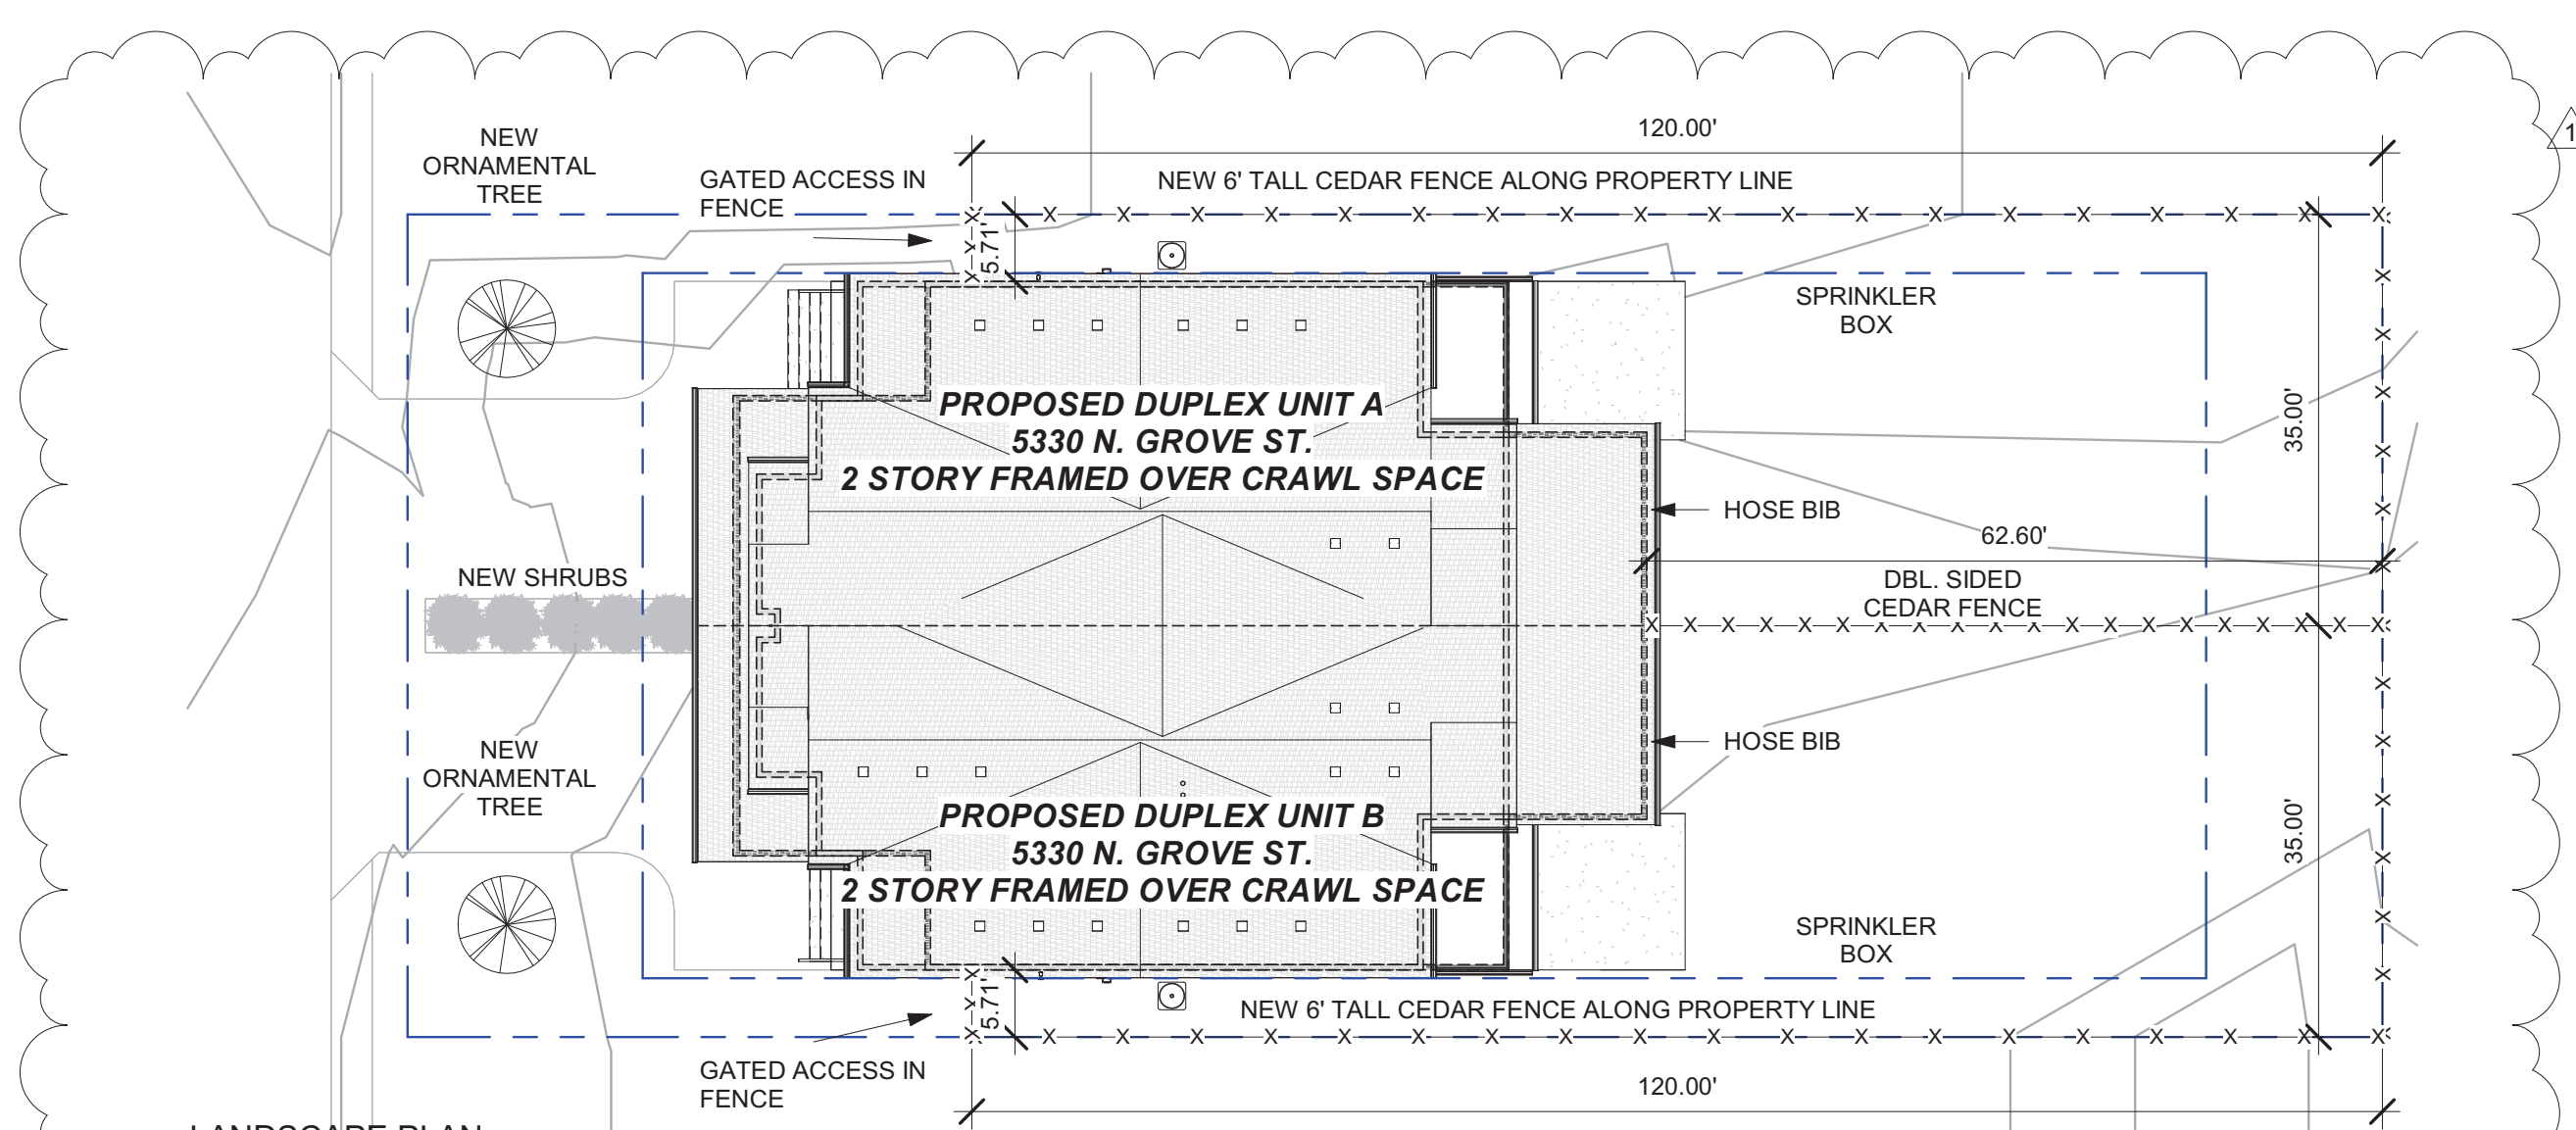 120.00'
1
NEW
ORNAMENTAL
TREE
GATED ACCESS IN
FENCE
NEW 6' TALL CEDAR FENCE ALONG PROPERTY LINE
5.71'
SPRINKLER
BOX
PROPOSED DUPLEX UNIT A
5330 N. GROVE ST.
2 STORY FRAMED OVER CRAWL SPACE
35.00'
HOSE BIB
62.60'
NEW SHRUBS
DBL. SIDED
CEDAR FENCE
NEW
ORNAMENTAL
TREE
HOSE BIB
PROPOSED DUPLEX UNIT B
5330 N. GROVE ST.
2 STORY FRAMED OVER CRAWL SPACE
35.00'
SPRINKLER
BOX
5.71'
NEW 6' TALL CEDAR FENCE ALONG PROPERTY LINE
GATED ACCESS IN
FENCE
120.00'
LANDSCAPE PLAN